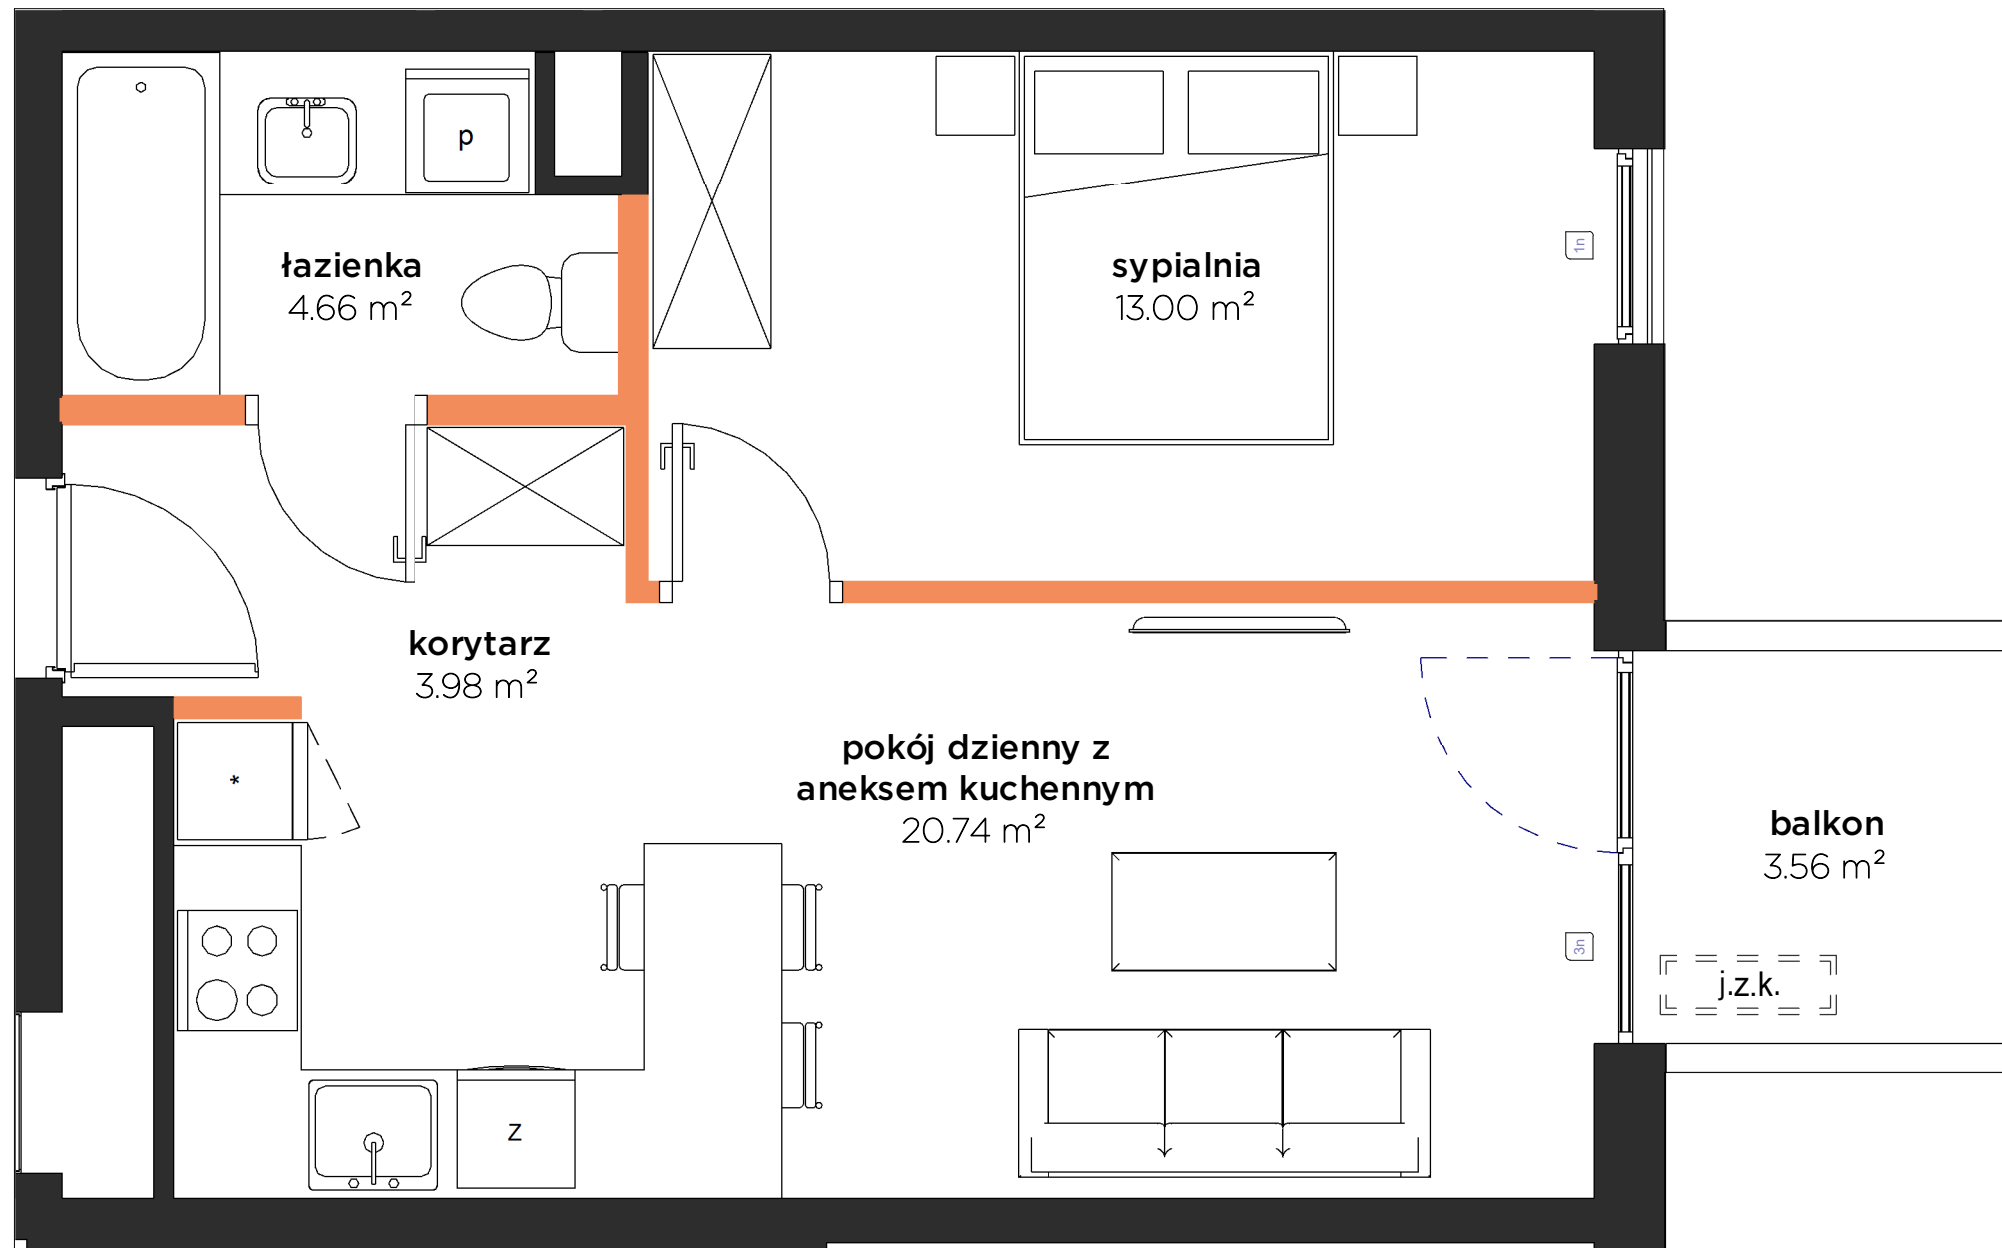 p
łazienka
4.66 m²
sypialnia
13.00 m²
1n
korytarz
3.98 m²
*
pokój dzienny z
aneksem kuchennym
20.74 m²
balkon
3.56 m²
3n
j.z.k.
z